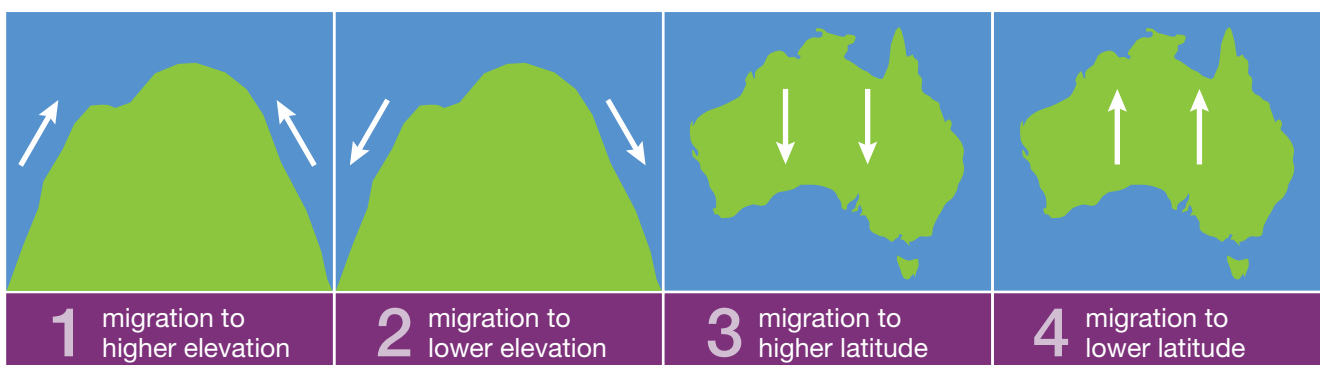 1 migration to
higher elevation
2 migration to
lower elevation
3 migration to
higher latitude
4 migration to
lower latitude